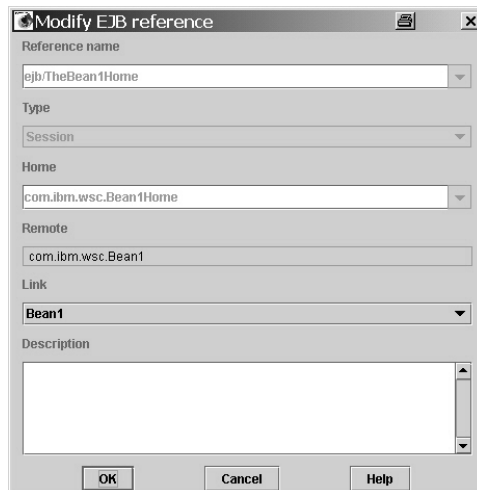 Modify EJB reference
Reference name
ejb/TheBean1Home
Type
Session
Home
com.ibm.wsc.Bean1Home
Remote
com.ibm.wsc.Bean1
Link
Bean1
Description
OK Cancel Help